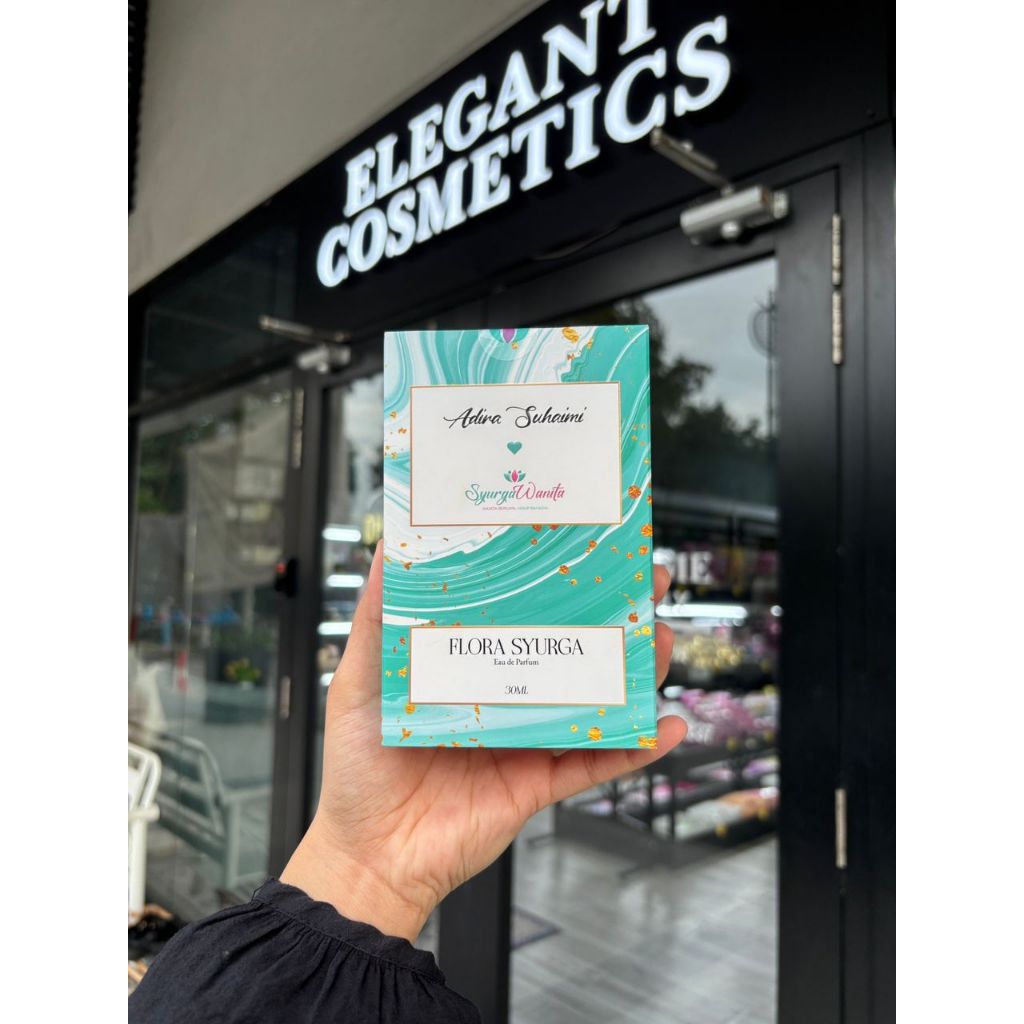 ELEGANT
COSMETICS
Adira Suhaimi
SyurgaWanita
FLORA SYURGA
Eau de Parfum
30ML